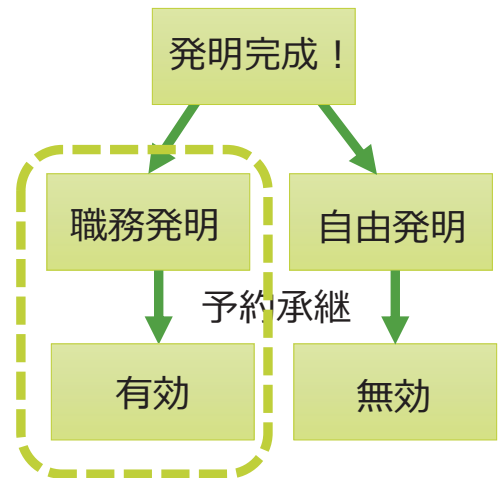 発明完成！
職務発明
自由発明
予約承継
有効
無効